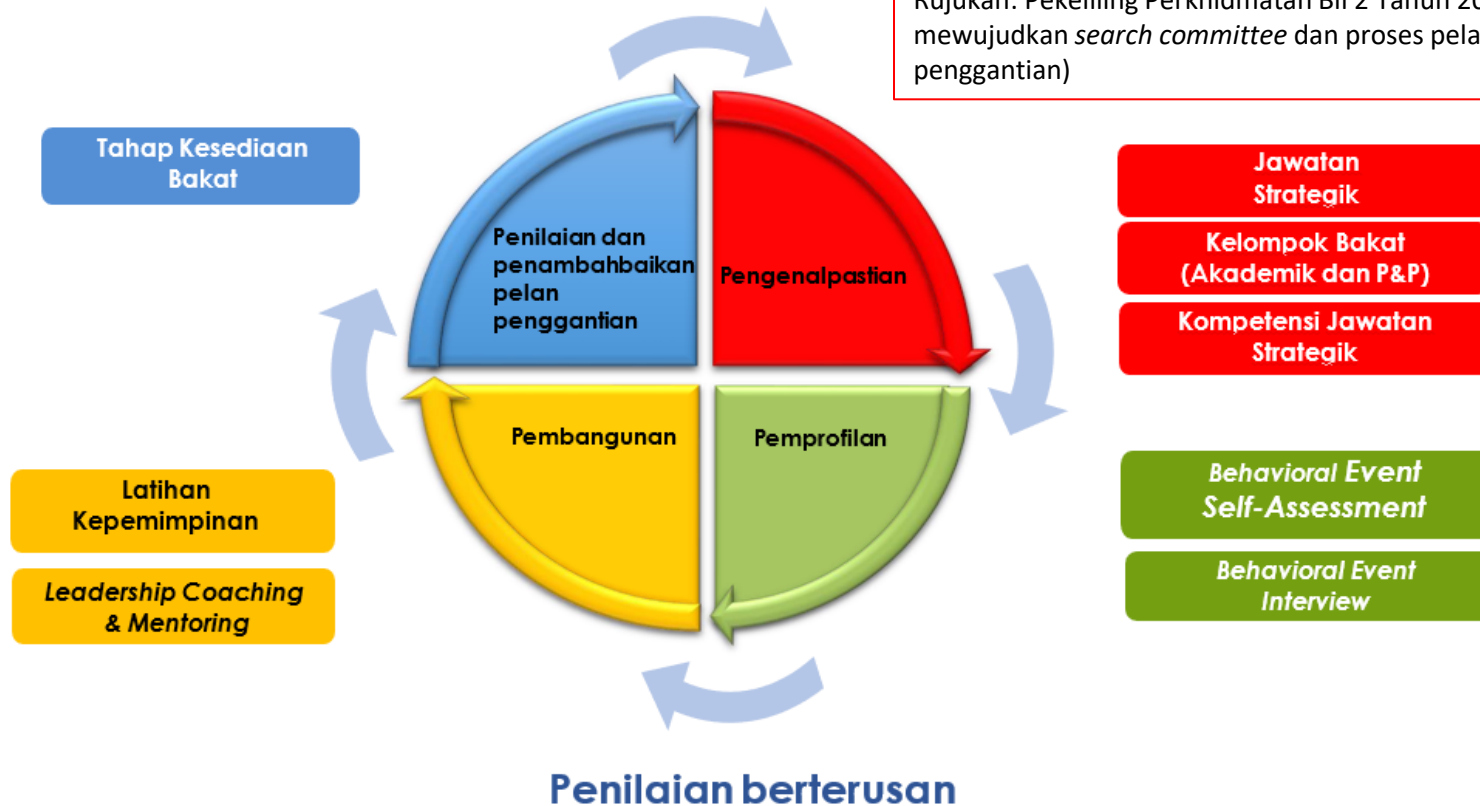 Rujukan: Pekeliling Perkhidmatan Bil 2 Tahun
mewujudkan search committee dan proses
penggantian)
Tahap Kesediaan
Bakat
Penilaian dan
penambahbaikan
pelan
penggantian
Pengenalpastian
Jawatan
Strategik
Kelompok Bakat
(Akademik dan P&P)
Kompetensi Jawatan
Strategik
Pembangunan
Pemprofilan
Latihan
Kepemimpinan
Leadership Coaching
& Mentoring
Behavioral Event
Self-Assessment
Behavioral Event
Interview
Penilaian berterusan